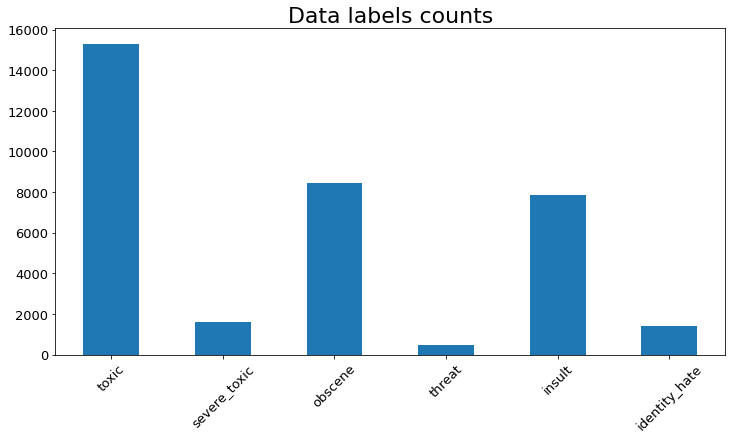 Data labels counts
16000
14000
12000
10000
8000
6000
4000
2000
0
toxic
severe_toxic
obscene
threat
insult
identity_hate